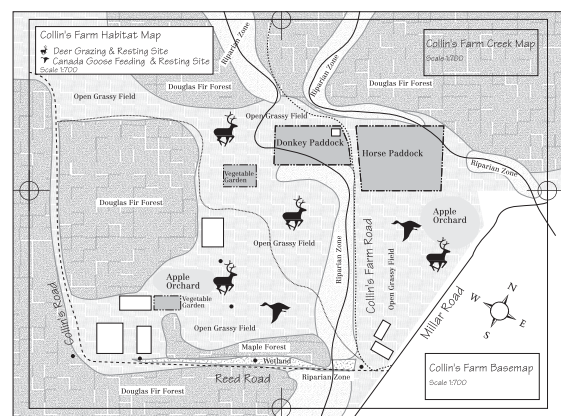 Collin's Farm Habitat Map
Deer Grazing & Resting Site
Canada Goose Feeding & Resting Site
Scale 1:700
Collin's Farm Creek Map
Scale 1:700
Riparian Zone
Riparian Zone
Douglas Fir Forest
Douglas Fir Forest
Open Grassy Field
Open Grassy Field
Donkey Paddock
Horse Paddock
Riparian Zone
Vegetable
Garden
Douglas Fir Forest
Apple
Orchard
Open Grassy Field
Riparian Zone
Collin's Farm Road
Open Grassy Field
Apple
Orchard
Vegetable
Garden
Open Grassy Field
Collin's Road
Millar Road
N
W
E
S
Maple Forest
Wetland
Reed Road
Riparian Zone
Douglas Fir Forest
Collin's Farm Basemap
Scale 1:700